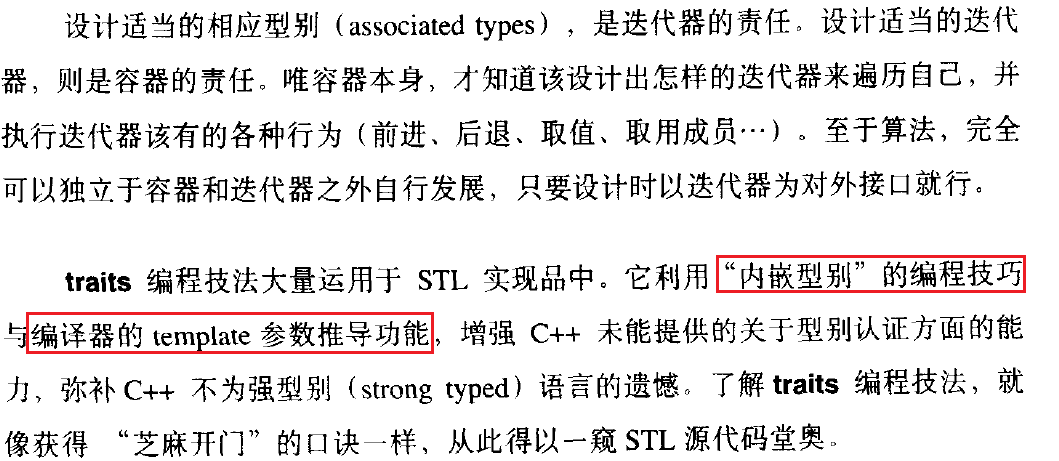 设计适当的相应型别（associated types），是迭代器的责任。设计适当的迭代
器，则是容器的责任。唯容器本身，才知道该设计出怎样的迭代器来遍历自己，并
执行迭代器该有的各种行为（前进、后退、取值、取用成员…）。至于算法，完全
可以独立于容器和迭代器之外自行发展，只要设计时以迭代器为对外接口就行。
traits 编程技法大量运用于 STL 实现品中。它利用“内嵌型别”的编程技巧
与编译器的 template 参数推导功能，增强 C++ 未能提供的关于型别认证方面的能
力，弥补 C++ 不为强型别（strong typed）语言的遗憾。了解 traits 编程技法，就
像获得 “芝麻开门”的口诀一样，从此得以一窥 STL 源代码堂奥。